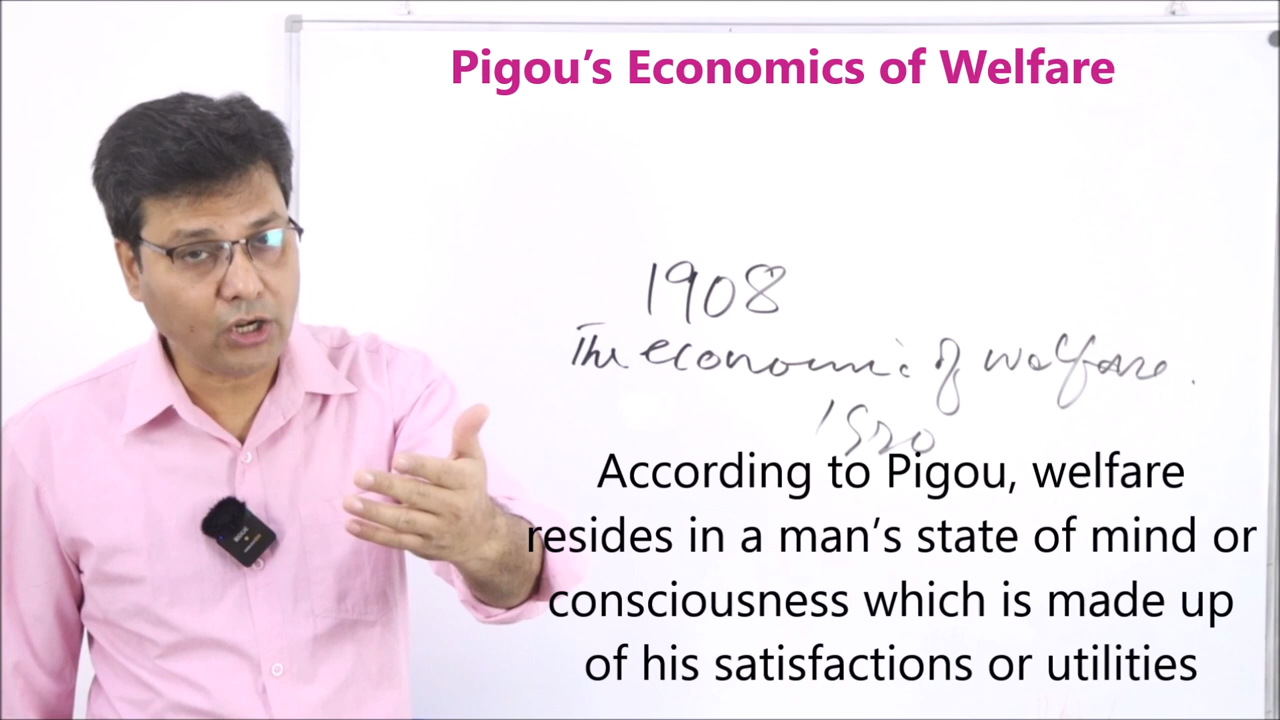 Pigou’s Economics of Welfare
1908
The economic of welfare.
1920
According to Pigou, welfare
resides in a man’s state of mind or
consciousness which is made up
of his satisfactions or utilities